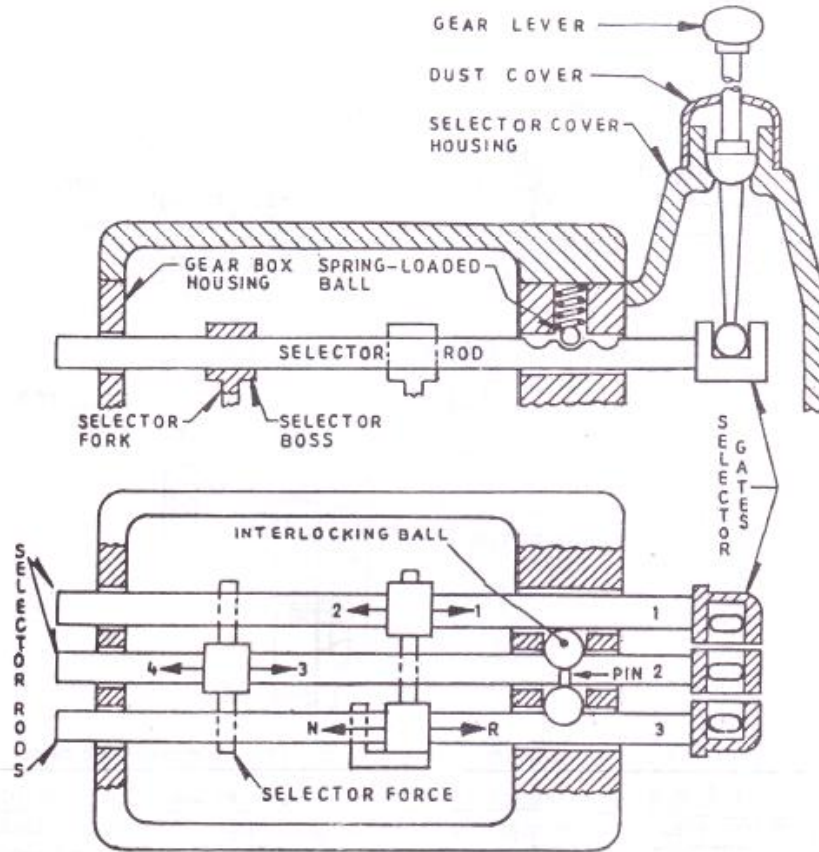 GEAR LEVER
DUST COVER
SELECTOR COVER
HOUSING
GEAR BOX
HOUSING
SPRING-LOADED
BALL
SELECTOR ROD
SELECTOR
FORK
SELECTOR
BOSS
SELECTOR
GATES
INTERLOCKING BALL
SELECTOR RODS
2 1
1
4 3
PIN 2
N R
3
SELECTOR FORCE